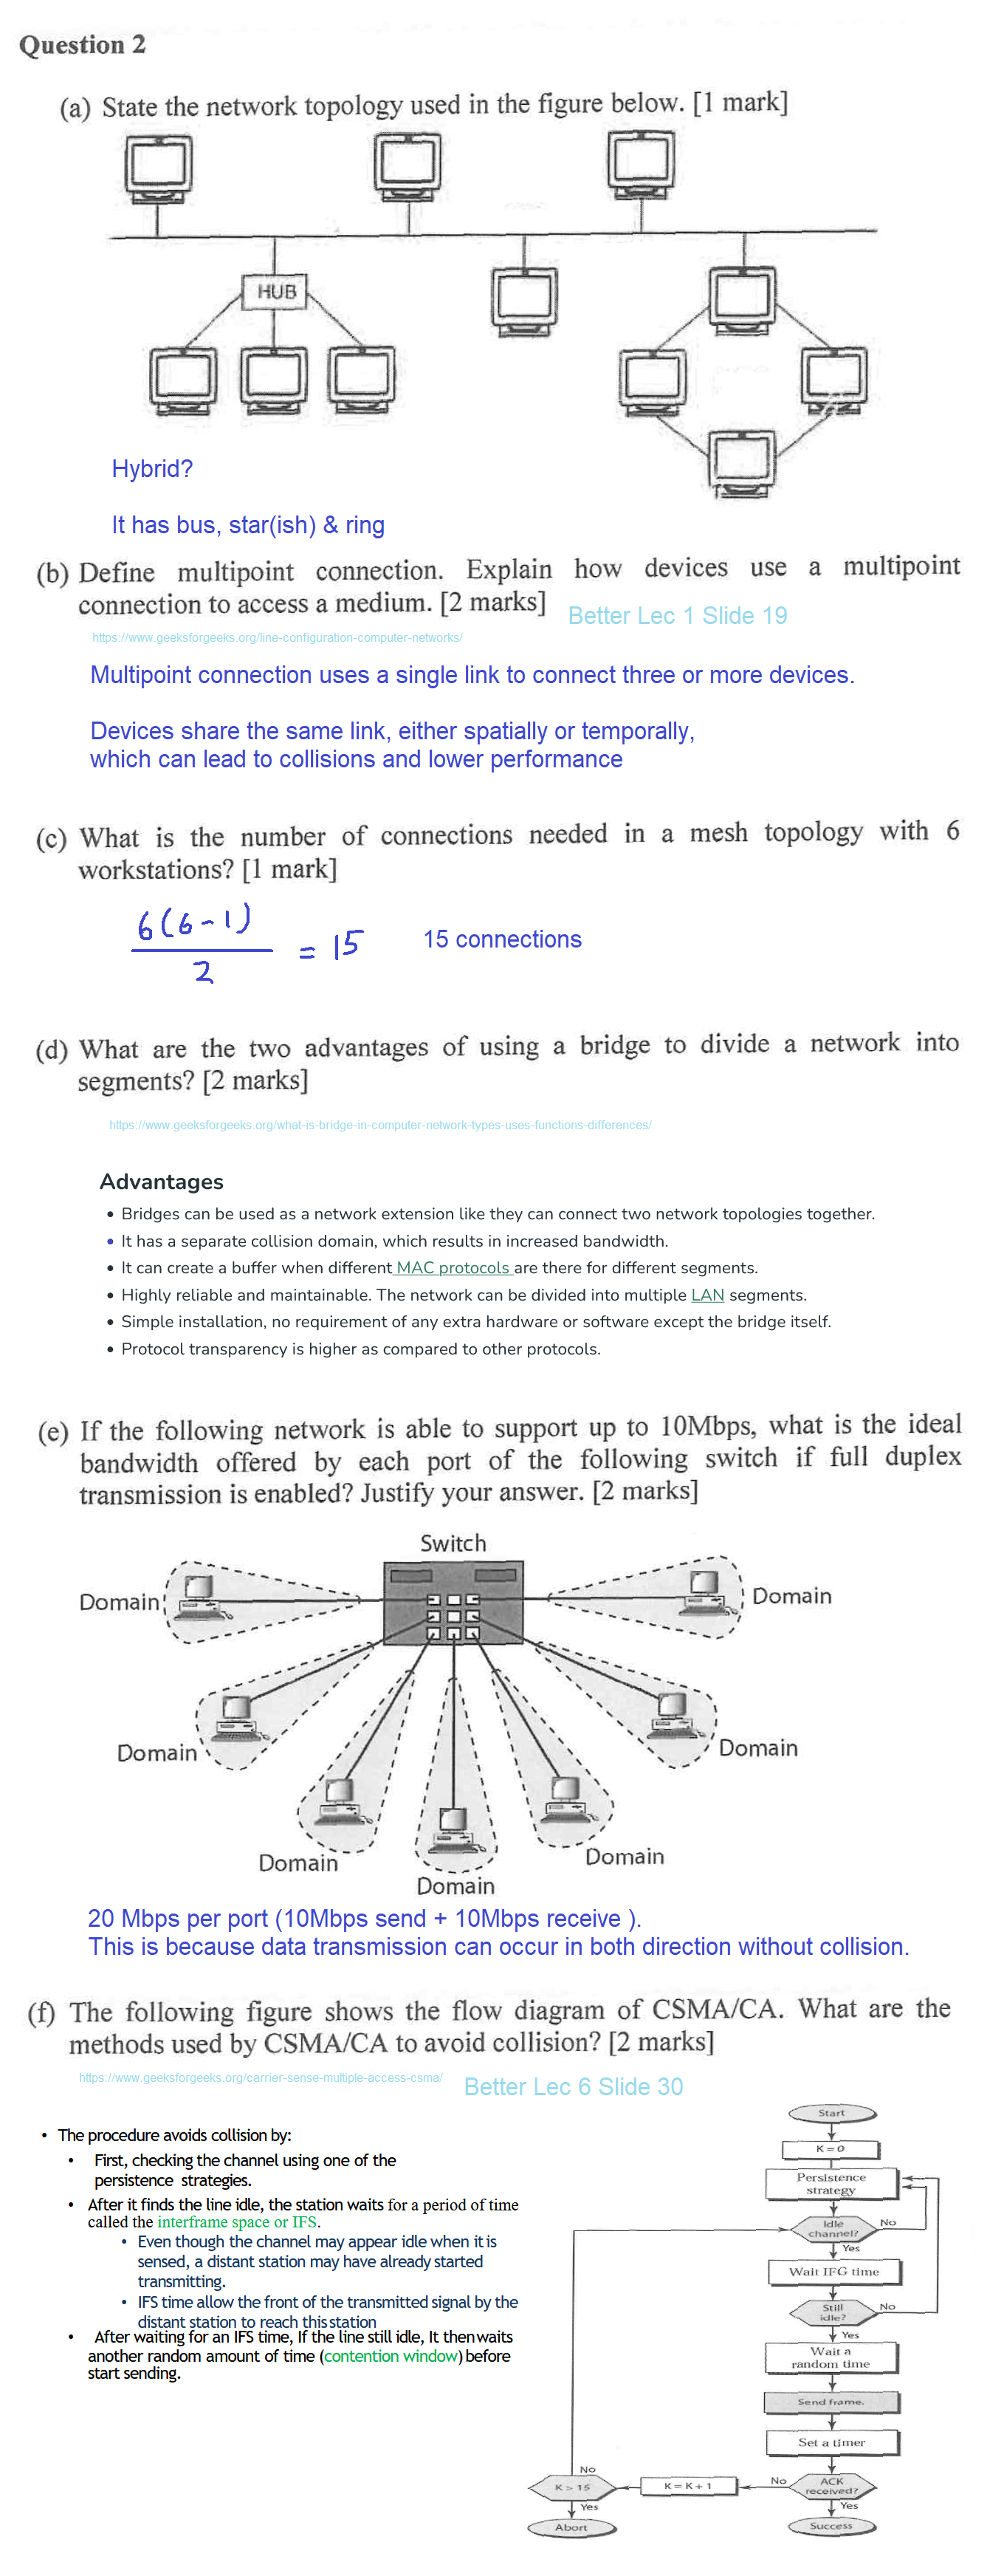 Question 2
(a) State the network topology used in the figure below. [1 mark]
HUB
Hybrid?
It has bus, star(ish) & ring
(b) Define multipoint connection. Explain how devices use a multipoint
connection to access a medium. [2 marks]
Better Lec 1 Slide 19
https://www.geeksforgeeks.org/line-configuration-computer-networks/
Multipoint connection uses a single link to connect three or more devices.
Devices share the same link, either spatially or temporally,
which can lead to collisions and lower performance
(c) What is the number of connections needed in a mesh topology with 6
workstations? [1 mark]
6(6-1)
2
= 15
15 connections
(d) What are the two advantages of using a bridge to divide a network into
segments? [2 marks]
https://www.geeksforgeeks.org/what-is-bridge-in-computer-network-types-uses-functions-differences/
Advantages
• Bridges can be used as a network extension like they can connect two network topologies together.
• It has a separate collision domain, which results in increased bandwidth.
• It can create a buffer when different MAC protocols are there for different segments.
• Highly reliable and maintainable. The network can be divided into multiple LAN segments.
• Simple installation, no requirement of any extra hardware or software except the bridge itself.
• Protocol transparency is higher as compared to other protocols.
(e) If the following network is able to support up to 10Mbps, what is the ideal
bandwidth offered by each port of the following switch if full duplex
transmission is enabled? Justify your answer. [2 marks]
Switch
Domain
Domain
Domain
Domain
Domain
Domain
Domain
20 Mbps per port (10Mbps send + 10Mbps receive ).
This is because data transmission can occur in both direction without collision.
(f) The following figure shows the flow diagram of CSMA/CA. What are the
methods used by CSMA/CA to avoid collision? [2 marks]
https://www.geeksforgeeks.org/carrier-sense-multiple-access-csma/
Better Lec 6 Slide 30
• The procedure avoids collision by:
• First, checking the channel using one of the
persistence strategies.
• After it finds the line idle, the station waits for a period of time
called the interframe space or IFS.
• Even though the channel may appear idle when it is
sensed, a distant station may have already started
transmitting.
• IFS time allow the front of the transmitted signal by the
distant station to reach this station
• After waiting for an IFS time, If the line still idle, It then waits
another random amount of time (contention window) before
start sending.
Start
K=0
Persistence
strategy
Idle
channel?
No
Yes
Wait IFG time
Still
idle?
No
Yes
Wait a
random time
Send frame.
Set a timer
ACK
received?
No
K = K + 1
K > 15
No
Yes
Abort
Yes
Success